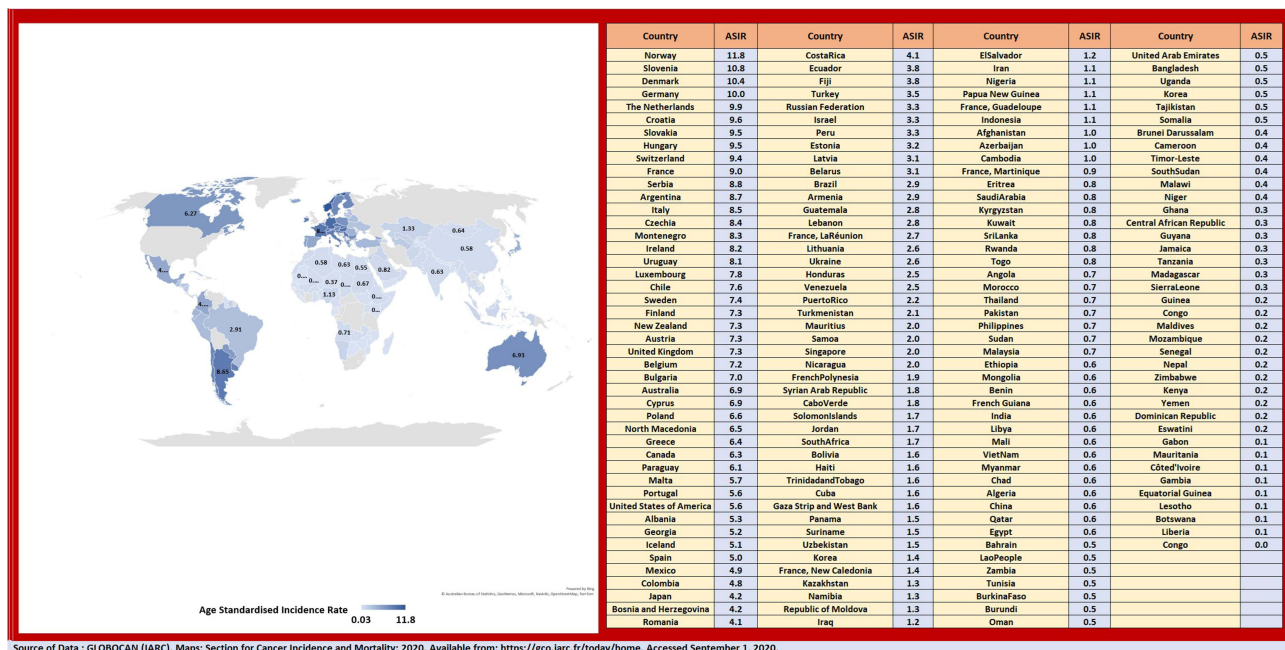 6.27
4....
4....
2.91
8.65
8...
1.33
0.64
0.58
0.58
0.63
0.55
0.82
0.63
0....
0....
0.37
0....
0.67
1.13
0....
0...
0.71
6.93
Powered by Bing
© Australian Bureau of Statistics, GeoNames, Microsoft, Navinfo, OpenStreetMap, TomTom
Age Standardised Incidence Rate
0.03 11.8
Country ASIR Country ASIR Country ASIR Country ASIR
Norway 11.8 CostaRica 4.1 ElSalvador 1.2 United Arab Emirates 0.5
Slovenia 10.8 Ecuador 3.8 Iran 1.1 Bangladesh 0.5
Denmark 10.4 Fiji 3.8 Nigeria 1.1 Uganda 0.5
Germany 10.0 Turkey 3.5 Papua New Guinea 1.1 Korea 0.5
The Netherlands 9.9 Russian Federation 3.3 France, Guadeloupe 1.1 Tajikistan 0.5
Croatia 9.6 Israel 3.3 Indonesia 1.1 Somalia 0.5
Slovakia 9.5 Peru 3.3 Afghanistan 1.0 Brunei Darussalam 0.4
Hungary 9.5 Estonia 3.2 Azerbaijan 1.0 Cameroon 0.4
Switzerland 9.4 Latvia 3.1 Cambodia 1.0 Timor-Leste 0.4
France 9.0 Belarus 3.1 France, Martinique 0.9 SouthSudan 0.4
Serbia 8.8 Brazil 2.9 Eritrea 0.8 Malawi 0.4
Argentina 8.7 Armenia 2.9 SaudiArabia 0.8 Niger 0.4
Italy 8.5 Guatemala 2.8 Kyrgyzstan 0.8 Ghana 0.3
Czechia 8.4 Lebanon 2.8 Kuwait 0.8 Central African Republic 0.3
Montenegro 8.3 France, LaRéunion 2.7 SriLanka 0.8 Guyana 0.3
Ireland 8.2 Lithuania 2.6 Rwanda 0.8 Jamaica 0.3
Uruguay 8.1 Ukraine 2.6 Togo 0.8 Tanzania 0.3
Luxembourg 7.8 Honduras 2.5 Angola 0.7 Madagascar 0.3
Chile 7.6 Venezuela 2.5 Morocco 0.7 SierraLeone 0.3
Sweden 7.4 PuertoRico 2.2 Thailand 0.7 Guinea 0.2
Finland 7.3 Turkmenistan 2.1 Pakistan 0.7 Congo 0.2
New Zealand 7.3 Mauritius 2.0 Philippines 0.7 Maldives 0.2
Austria 7.3 Samoa 2.0 Sudan 0.7 Mozambique 0.2
United Kingdom 7.3 Singapore 2.0 Malaysia 0.7 Senegal 0.2
Belgium 7.2 Nicaragua 2.0 Ethiopia 0.6 Nepal 0.2
Bulgaria 7.0 FrenchPolynesia 1.9 Mongolia 0.6 Zimbabwe 0.2
Australia 6.9 Syrian Arab Republic 1.8 Benin 0.6 Kenya 0.2
Cyprus 6.9 CaboVerde 1.8 French Guiana 0.6 Yemen 0.2
Poland 6.6 SolomonIslands 1.7 India 0.6 Dominican Republic 0.2
North Macedonia 6.5 Jordan 1.7 Libya 0.6 Eswatini 0.2
Greece 6.4 SouthAfrica 1.7 Mali 0.6 Gabon 0.1
Canada 6.3 Bolivia 1.6 VietNam 0.6 Mauritania 0.1
Paraguay 6.1 Haiti 1.6 Myanmar 0.6 Côted'Ivoire 0.1
Malta 5.7 TrinidadandTobago 1.6 Chad 0.6 Gambia 0.1
Portugal 5.6 Cuba 1.6 Algeria 0.6 Equatorial Guinea 0.1
United States of America 5.6 Gaza Strip and West Bank 1.6 China 0.6 Lesotho 0.1
Albania 5.3 Panama 1.5 Qatar 0.6 Botswana 0.1
Georgia 5.2 Suriname 1.5 Egypt 0.6 Liberia 0.1
Iceland 5.1 Uzbekistan 1.5 Bahrain 0.5 Congo 0.0
Spain 5.0 Korea 1.4 LaoPeople 0.5
Mexico 4.9 France, New Caledonia 1.4 Zambia 0.5
Colombia 4.8 Kazakhstan 1.3 Tunisia 0.5
Japan 4.2 Namibia 1.3 BurkinaFaso 0.5
Bosnia and Herzegovina 4.2 Republic of Moldova 1.3 Burundi 0.5
Romania 4.1 Iraq 1.2 Oman 0.5
Source of Data : GLOBOCAN (IARC). Maps: Section for Cancer Incidence and Mortality; 2020. Available from: https://gco.iarc.fr/today/home. Accessed September 1, 2020.